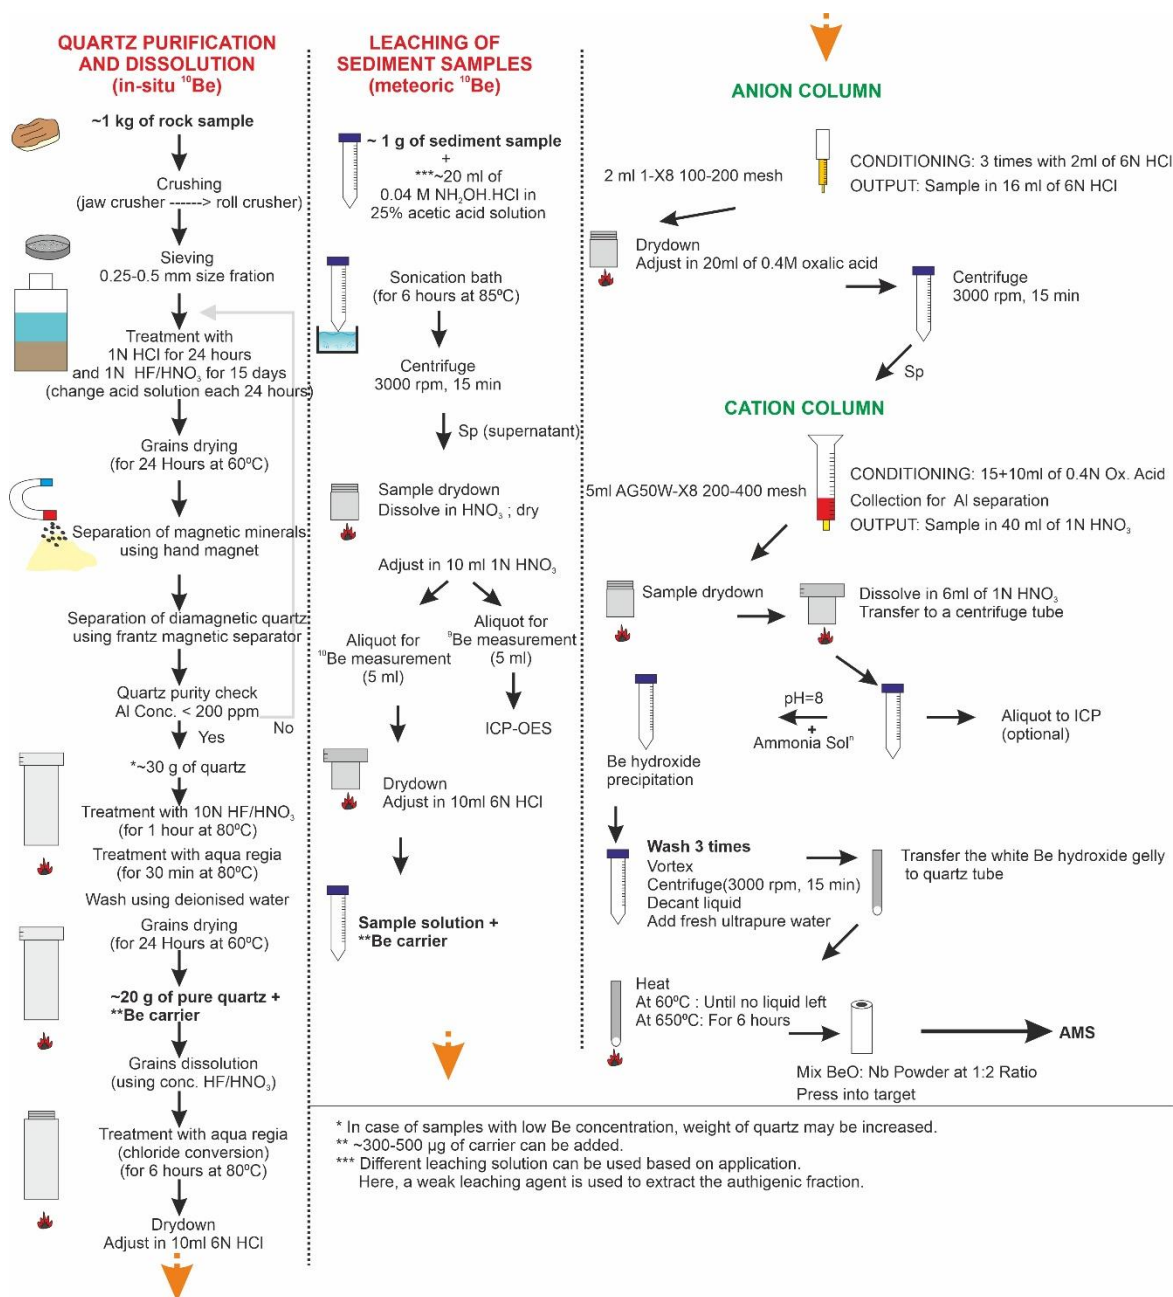 QUARTZ PURIFICATION
AND DISSOLUTION
(in-situ ¹⁰Be)
~1 kg of rock sample
Crushing
(jaw crusher ------> roll crusher)
Sieving
0.25-0.5 mm size fration
Treatment with
1N HCl for 24 hours
and 1N HF/HNO₃ for 15 days
(change acid solution each 24 hours)
Grains drying
(for 24 Hours at 60ºC)
Separation of magnetic minerals
using hand magnet
Separation of diamagnetic quartz
using frantz magnetic separator
Quartz purity check
Al Conc. < 200 ppm
No
Yes
*~30 g of quartz
Treatment with 10N HF/HNO₃
(for 1 hour at 80ºC)
Treatment with aqua regia
(for 30 min at 80ºC)
Wash using deionised water
Grains drying
(for 24 Hours at 60ºC)
~20 g of pure quartz +
**Be carrier
Grains dissolution
(using conc. HF/HNO₃)
Treatment with aqua regia
(chloride conversion)
(for 6 hours at 80ºC)
Drydown
Adjust in 10ml 6N HCl
LEACHING OF
SEDIMENT SAMPLES
(meteoric ¹⁰Be)
~ 1 g of sediment sample
+
***~20 ml of
0.04 M NH₂OH.HCl in
25% acetic acid solution
Sonication bath
(for 6 hours at 85ºC)
Centrifuge
3000 rpm, 15 min
Sp (supernatant)
Sample drydown
Dissolve in HNO₃ ; dry
Adjust in 10 ml 1N HNO₃
Aliquot for
¹⁰Be measurement
(5 ml)
Aliquot for
⁹Be measurement
(5 ml)
ICP-OES
Drydown
Adjust in 10ml 6N HCl
Sample solution +
**Be carrier
ANION COLUMN
2 ml 1-X8 100-200 mesh
CONDITIONING: 3 times with 2ml of 6N HCl
OUTPUT: Sample in 16 ml of 6N HCl
Drydown
Adjust in 20ml of 0.4M oxalic acid
Centrifuge
3000 rpm, 15 min
Sp
CATION COLUMN
5ml AG50W-X8 200-400 mesh
CONDITIONING: 15+10ml of 0.4N Ox. Acid
Collection for Al separation
OUTPUT: Sample in 40 ml of 1N HNO₃
Sample drydown
Dissolve in 6ml of 1N HNO₃
Transfer to a centrifuge tube
pH=8
+
Ammonia Solⁿ
Aliquot to ICP
(optional)
Be hydroxide
precipitation
Wash 3 times
Vortex
Centrifuge(3000 rpm, 15 min)
Decant liquid
Add fresh ultrapure water
Transfer the white Be hydroxide gelly
to quartz tube
Heat
At 60ºC : Until no liquid left
At 650ºC: For 6 hours
AMS
Mix BeO: Nb Powder at 1:2 Ratio
Press into target
* In case of samples with low Be concentration, weight of quartz may be increased.
** ~300-500 µg of carrier can be added.
*** Different leaching solution can be used based on application.
Here, a weak leaching agent is used to extract the authigenic fraction.